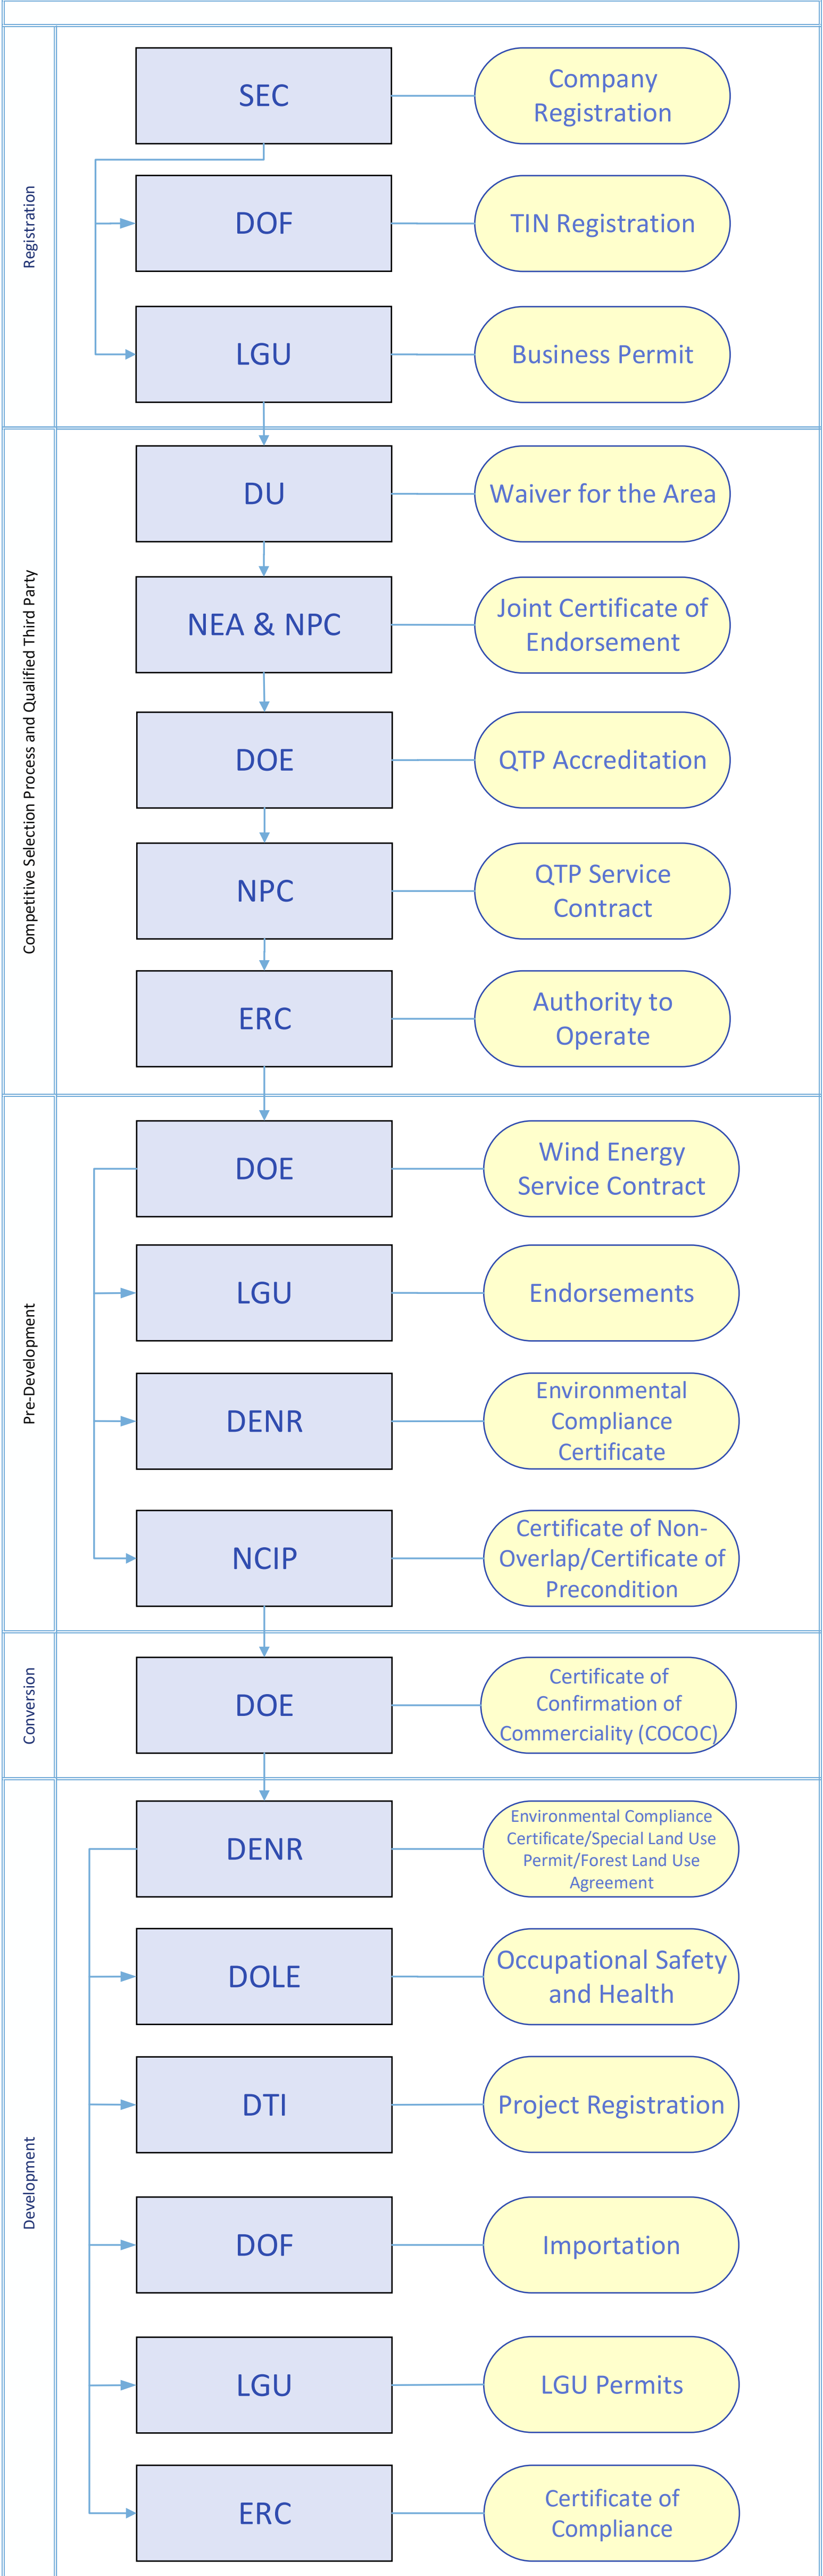 Registration
SEC
Company
Registration
DOF
TIN Registration
LGU
Business Permit
Competitive Selection Process and Qualified Third Party
DU
Waiver for the Area
NEA & NPC
Joint Certificate of
Endorsement
DOE
QTP Accreditation
NPC
QTP Service
Contract
ERC
Authority to
Operate
Pre-Development
DOE
Wind Energy
Service Contract
LGU
Endorsements
DENR
Environmental
Compliance
Certificate
NCIP
Certificate of Non-
Overlap/Certificate of
Precondition
Conversion
DOE
Certificate of
Confirmation of
Commerciality (COCOC)
Development
DENR
Environmental Compliance
Certificate/Special Land Use
Permit/Forest Land Use
Agreement
DOLE
Occupational Safety
and Health
DTI
Project Registration
DOF
Importation
LGU
LGU Permits
ERC
Certificate of
Compliance